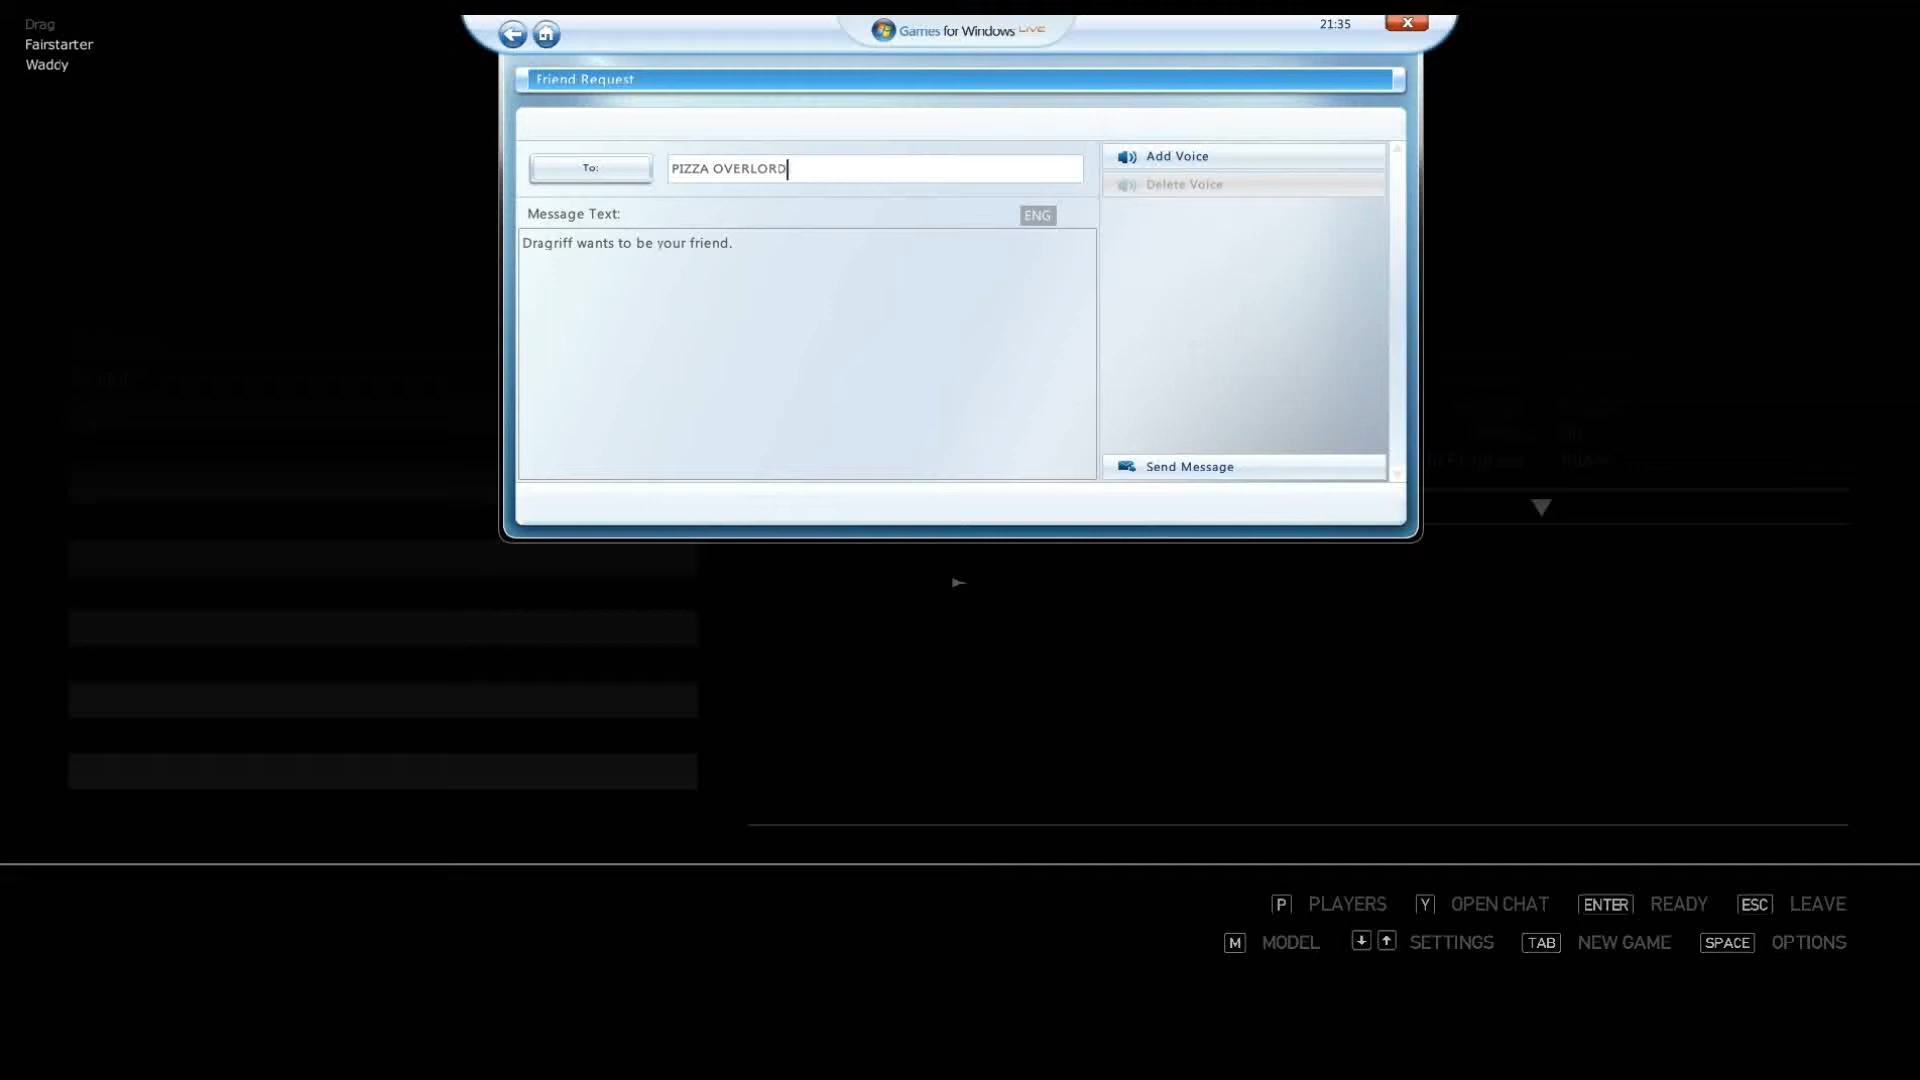 Drag
Fairstarter
Waddy
Games for Windows LIVE
21:35
Friend Request
To:
PIZZA OVERLORD
Add Voice
Delete Voice
Message Text:
ENG
Dragriff wants to be your friend.
Send Message
P PLAYERS Y OPEN CHAT ENTER READY ESC LEAVE
M MODEL SETTINGS TAB NEW GAME SPACE OPTIONS